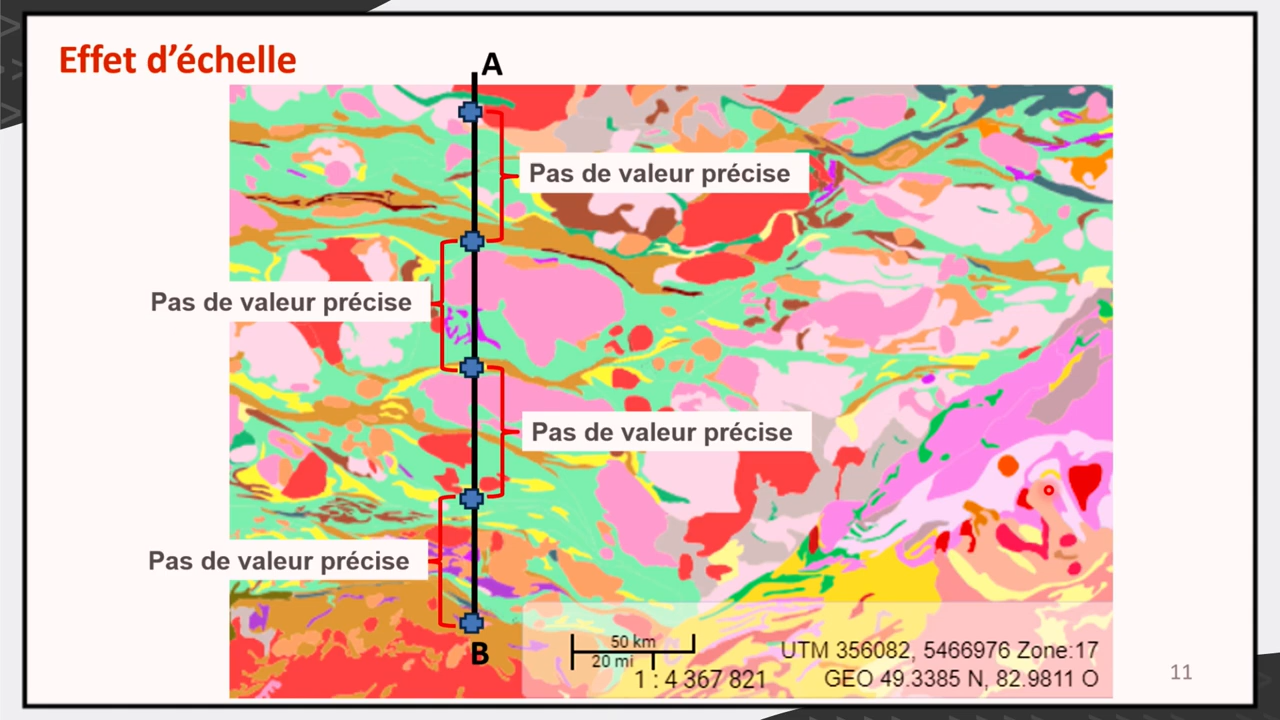 Effet d’échelle
A
Pas de valeur précise
Pas de valeur précise
Pas de valeur précise
Pas de valeur précise
B
50 km
20 mi
1 : 4 367 821
UTM 356082, 5466976 Zone:17
GEO 49.3385 N, 82.9811 O
11